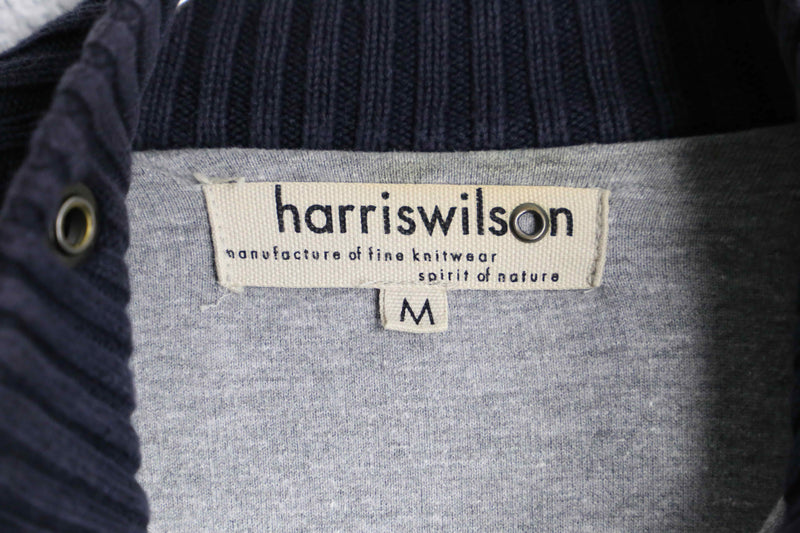 harriswilson
manufacture of fine knitwear
spirit of nature
M